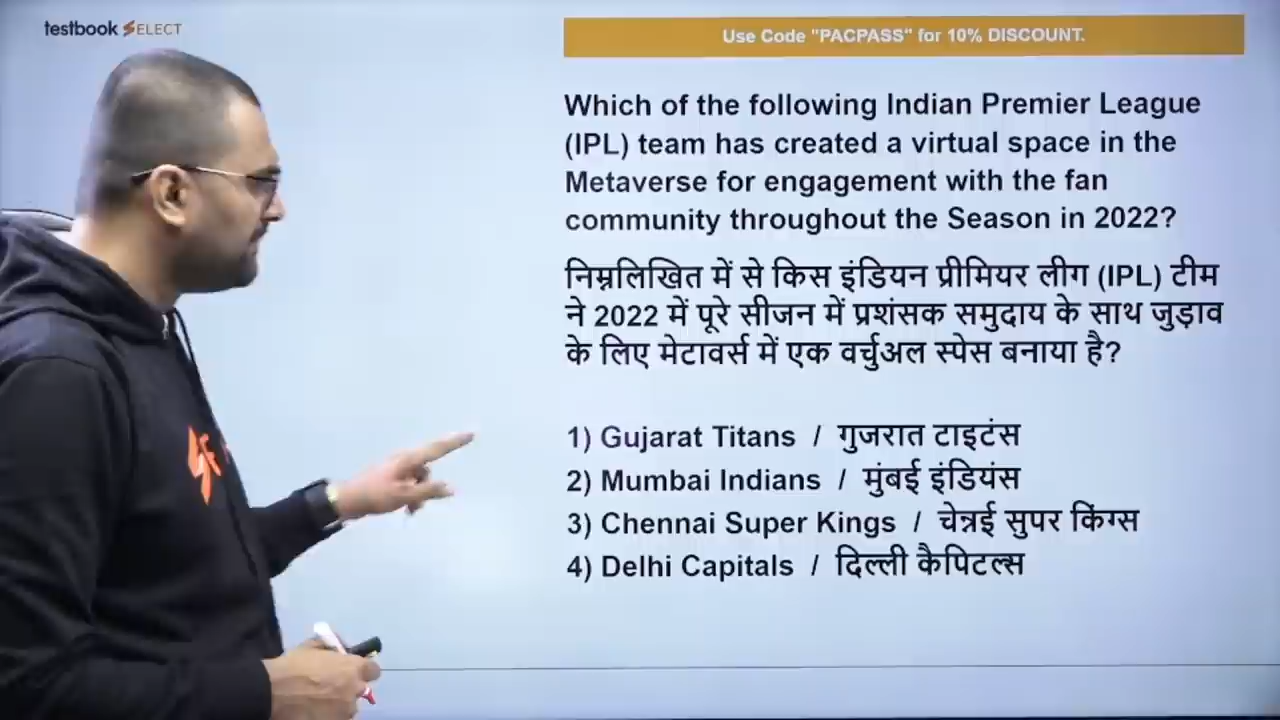 testbook SELECT
Use Code "PACPASS" for 10% DISCOUNT.
Which of the following Indian Premier League
(IPL) team has created a virtual space in the
Metaverse for engagement with the fan
community throughout the Season in 2022?
निम्नलिखित में से किस इंडियन प्रीमियर लीग (IPL) टीम
ने 2022 में पूरे सीजन में प्रशंसक समुदाय के साथ जुड़ाव
के लिए मेटावर्स में एक वर्चुअल स्पेस बनाया है?
1) Gujarat Titans / गुजरात टाइटंस
2) Mumbai Indians / मुंबई इंडियंस
3) Chennai Super Kings / चेन्नई सुपर किंग्स
4) Delhi Capitals / दिल्ली कैपिटल्स